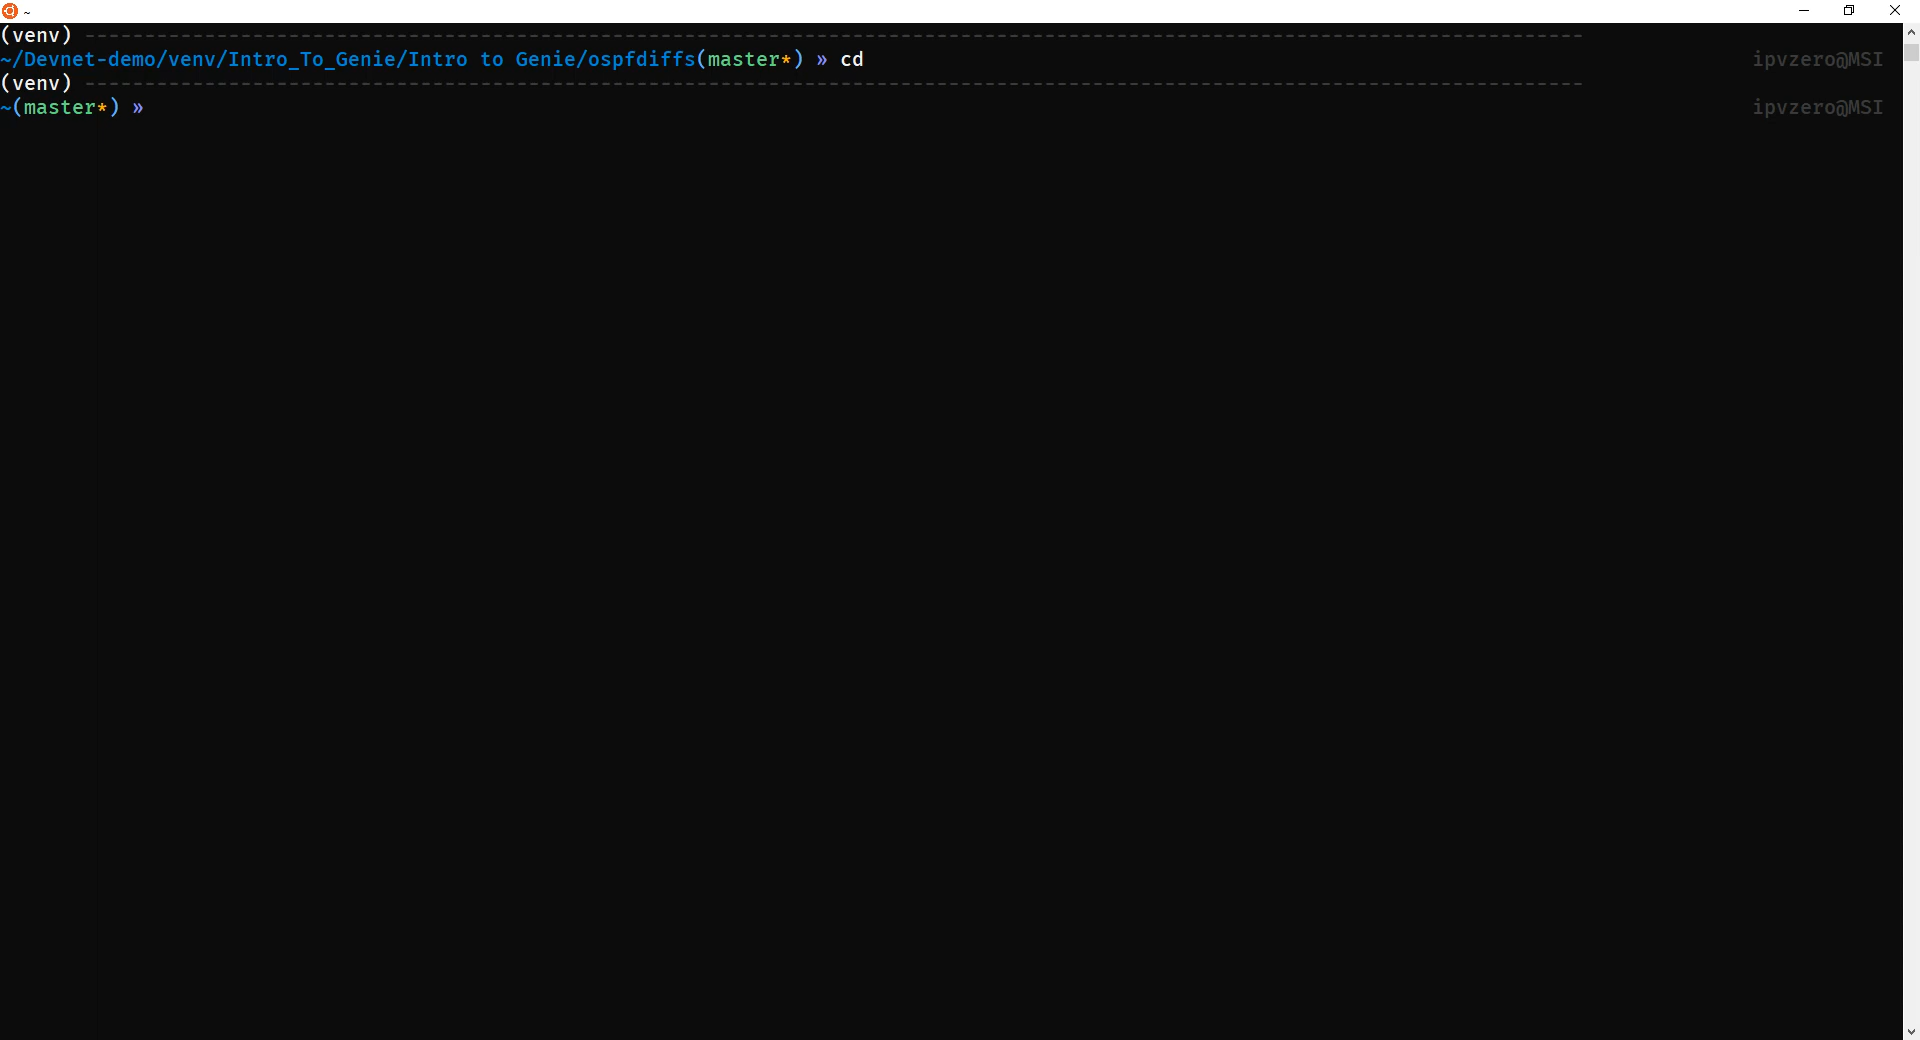 ~
(venv) -----------------------------------------------------------------------------------------------------------------------------
~/Devnet-demo/venv/Intro_To_Genie/Intro to Genie/ospfdiffs(master*) » cd ipvzero@MSI
(venv) -----------------------------------------------------------------------------------------------------------------------------
~(master*) » ipvzero@MSI